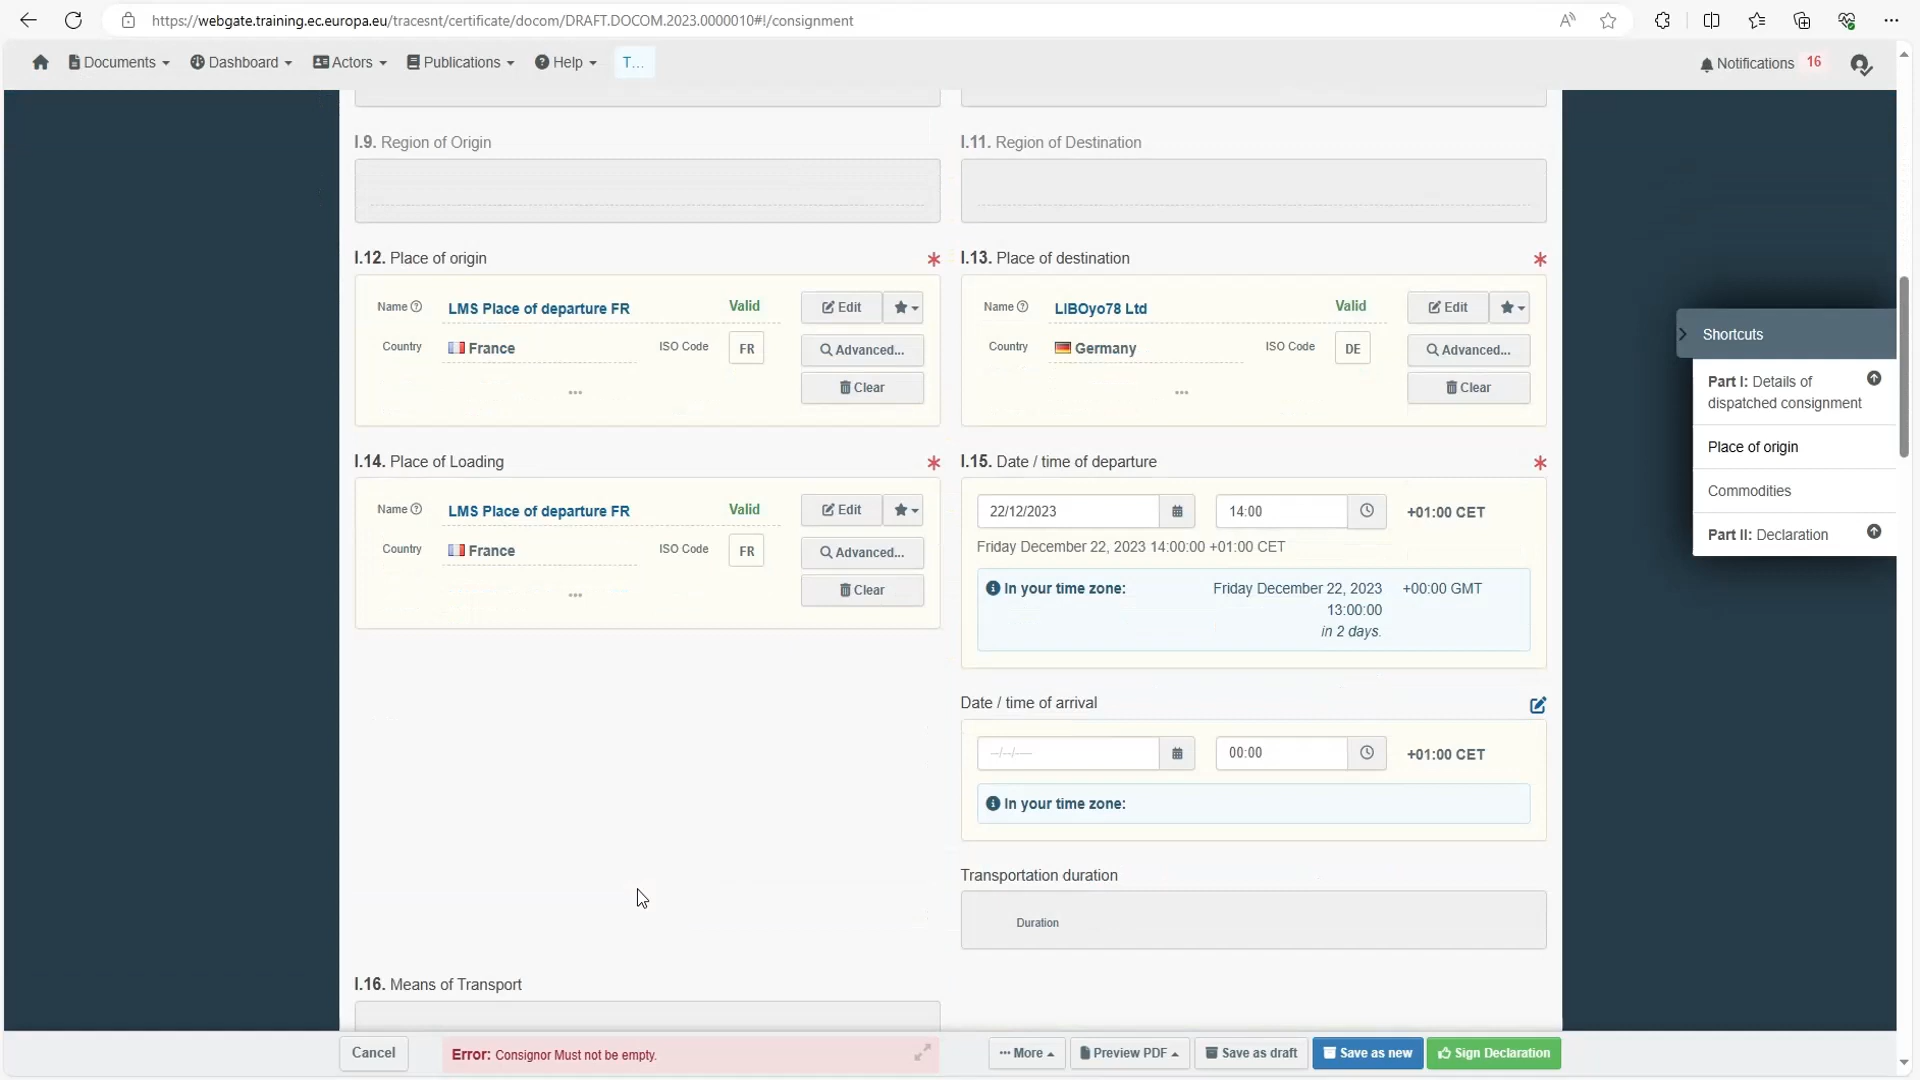 https://webgate.training.ec.europa.eu/tracesnt/certificate/docom/DRAFT.DOCOM.2023.0000010#!/consignment
Documents Dashboard Actors Publications Help T... Notifications 16
I.9. Region of Origin
I.11. Region of Destination
I.12. Place of origin *
Name LMS Place of departure FR Valid Edit
Country France ISO Code FR Advanced...
... Clear
I.13. Place of destination *
Name LIBOyo78 Ltd Valid Edit
Country Germany ISO Code DE Advanced...
... Clear
I.14. Place of Loading *
Name LMS Place of departure FR Valid Edit
Country France ISO Code FR Advanced...
... Clear
I.15. Date / time of departure *
22/12/2023 14:00 +01:00 CET
Friday December 22, 2023 14:00:00 +01:00 CET
In your time zone: Friday December 22, 2023 +00:00 GMT
13:00:00
in 2 days.
Date / time of arrival
--/--/---- 00:00 +01:00 CET
In your time zone:
Transportation duration
Duration
I.16. Means of Transport
Shortcuts
Part I: Details of
dispatched consignment
Place of origin
Commodities
Part II: Declaration
Cancel Error: Consignor Must not be empty. ... More Preview PDF Save as draft Save as new Sign Declaration